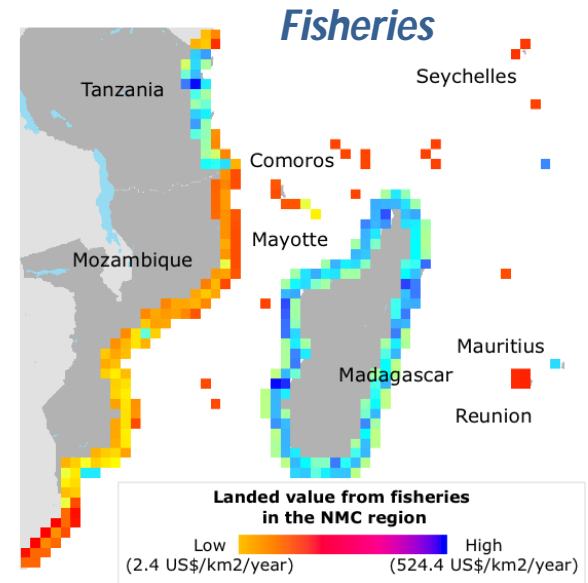 Fisheries
Seychelles
Tanzania
Comoros
Mayotte
Mozambique
Mauritius
Madagascar
Reunion
Landed value from fisheries
in the NMC region
Low High
(2.4 US$/km2/year) (524.4 US$/km2/year)